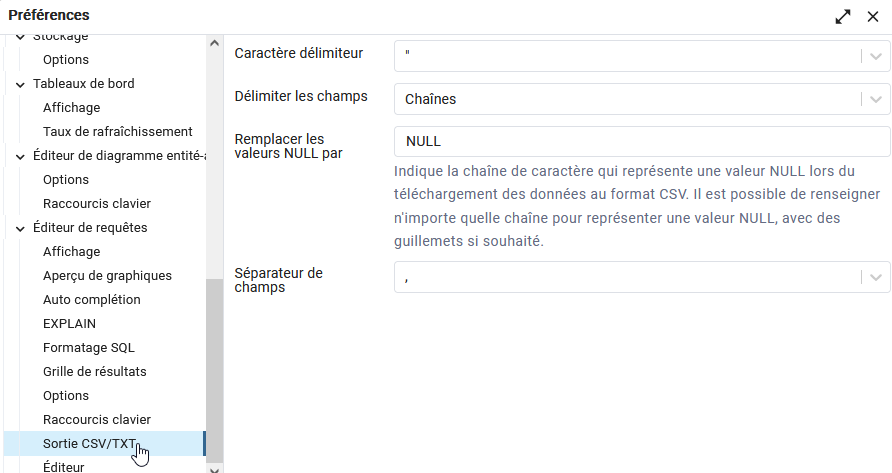 Préférences
Stockage
Options
Tableaux de bord
Affichage
Taux de rafraîchissement
Éditeur de diagramme entité-a
Options
Raccourcis clavier
Éditeur de requêtes
Affichage
Aperçu de graphiques
Auto complétion
EXPLAIN
Formatage SQL
Grille de résultats
Options
Raccourcis clavier
Sortie CSV/TXT
Éditeur
Caractère délimiteur
"
Délimiter les champs
Chaînes
Remplacer les
valeurs NULL par
NULL
Indique la chaîne de caractère qui représente une valeur NULL lors du
téléchargement des données au format CSV. Il est possible de renseigner
n'importe quelle chaîne pour représenter une valeur NULL, avec des
guillemets si souhaité.
Séparateur de
champs
,